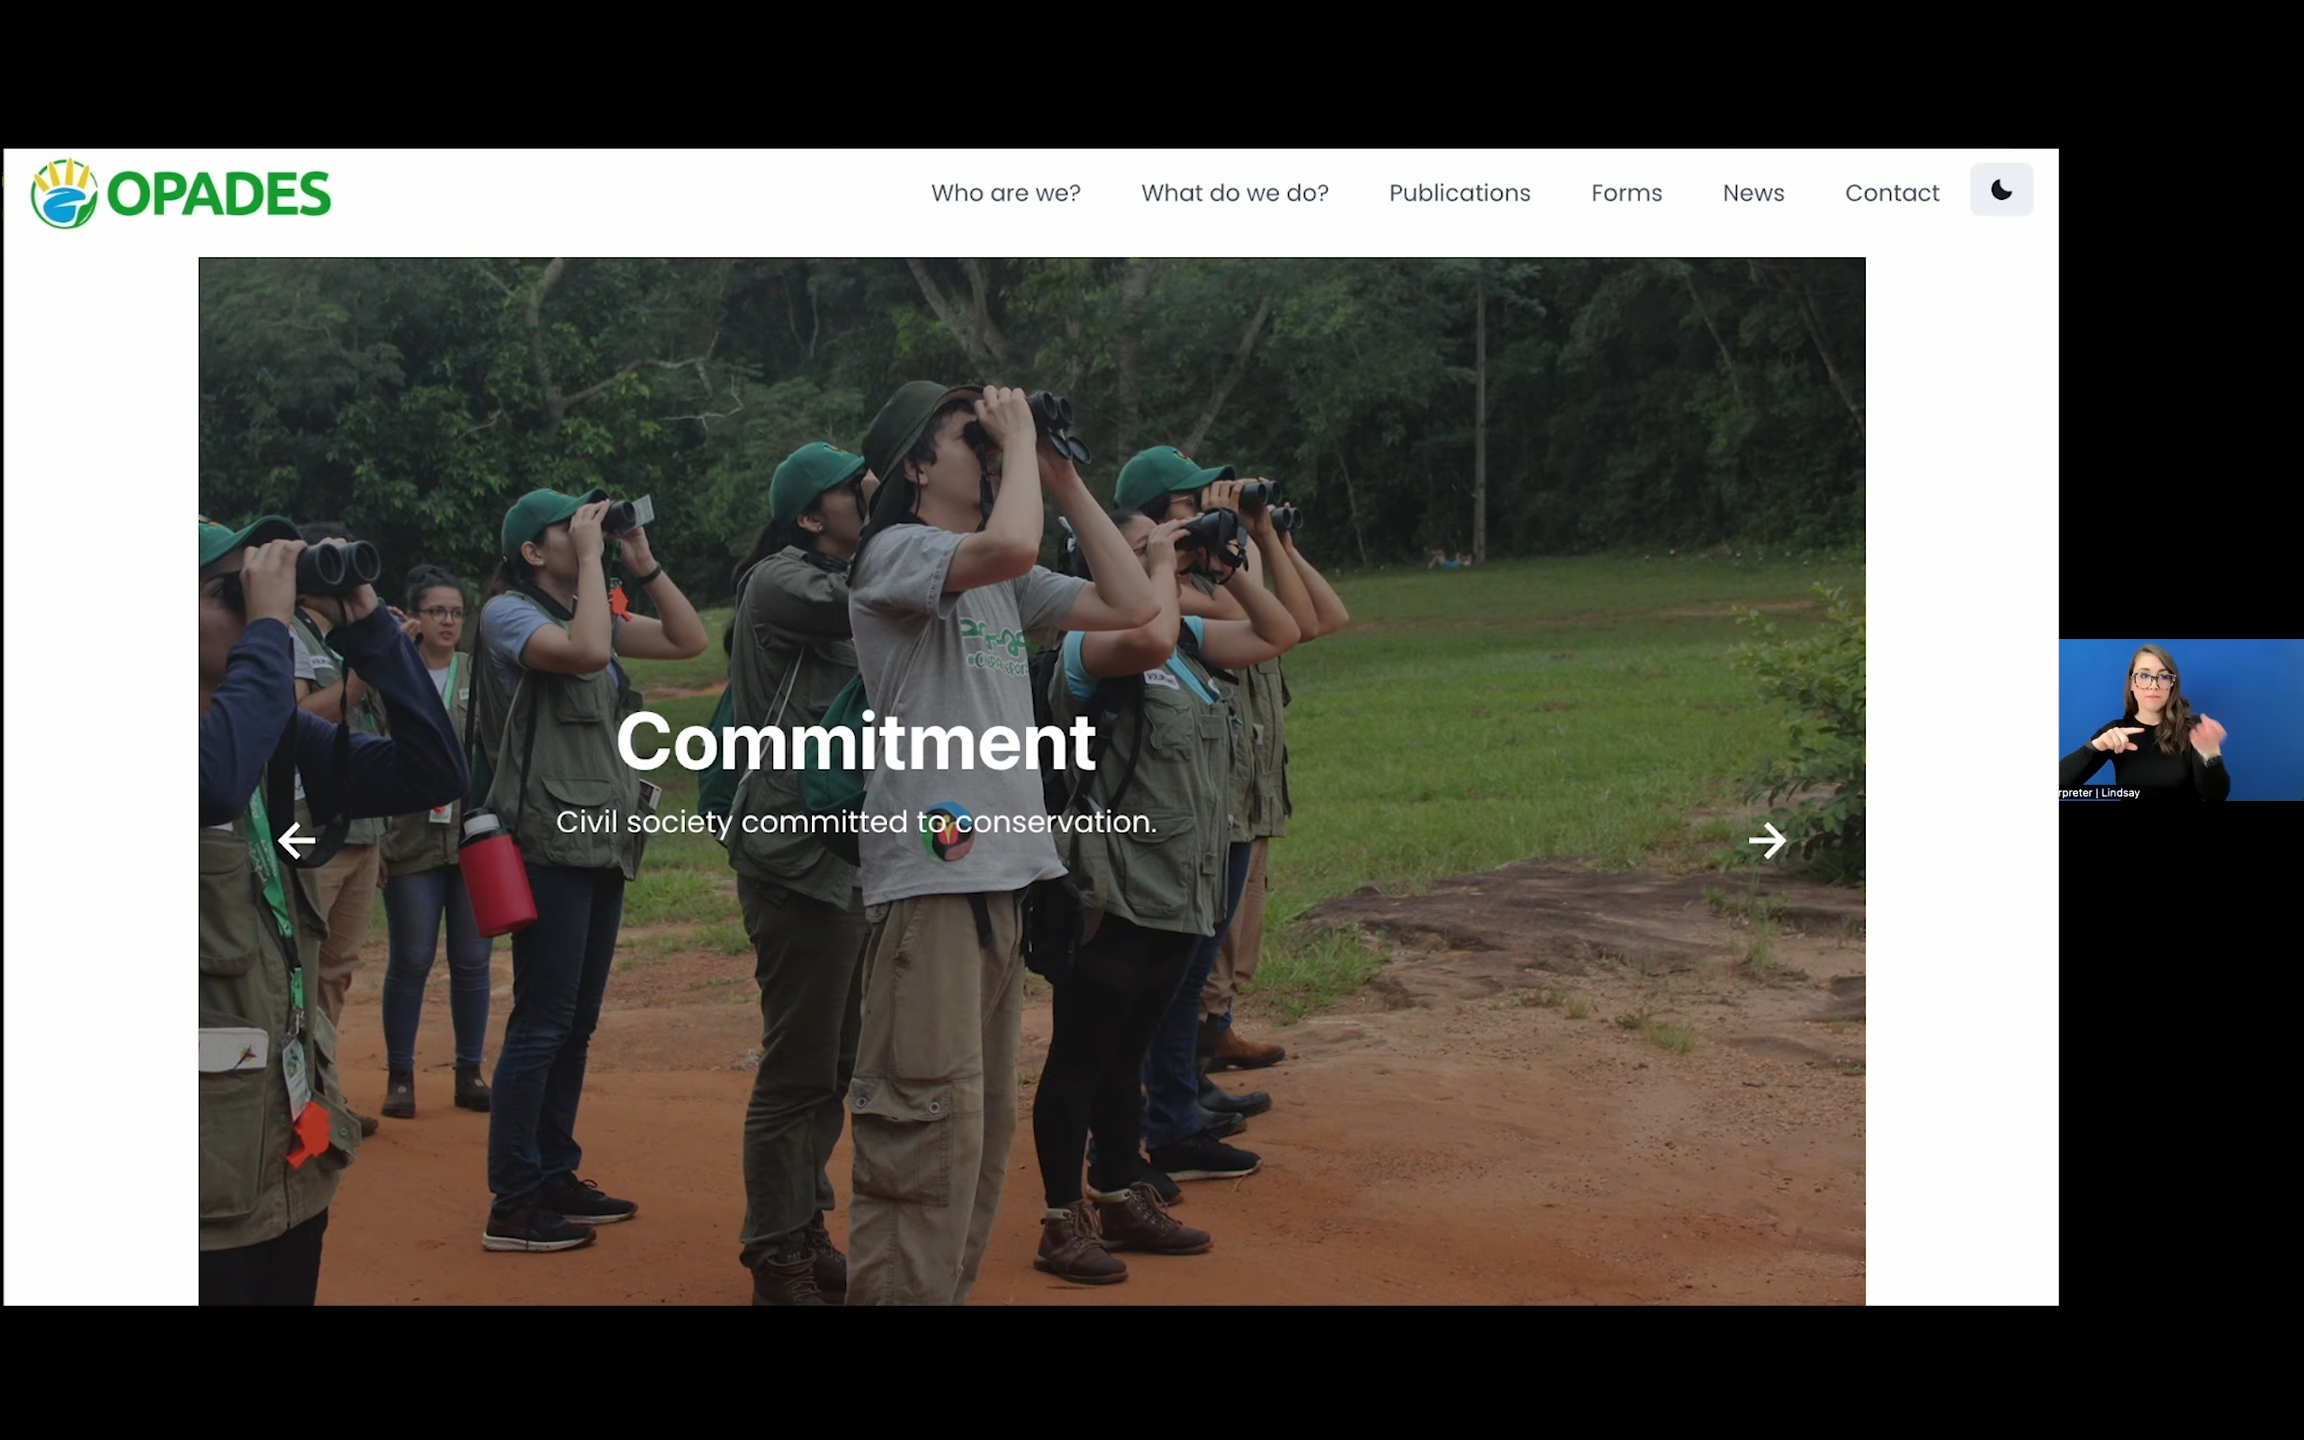 OPADES
Who are we? What do we do? Publications Forms News Contact
Commitment
Civil society committed to conservation.
rpreter | Lindsay